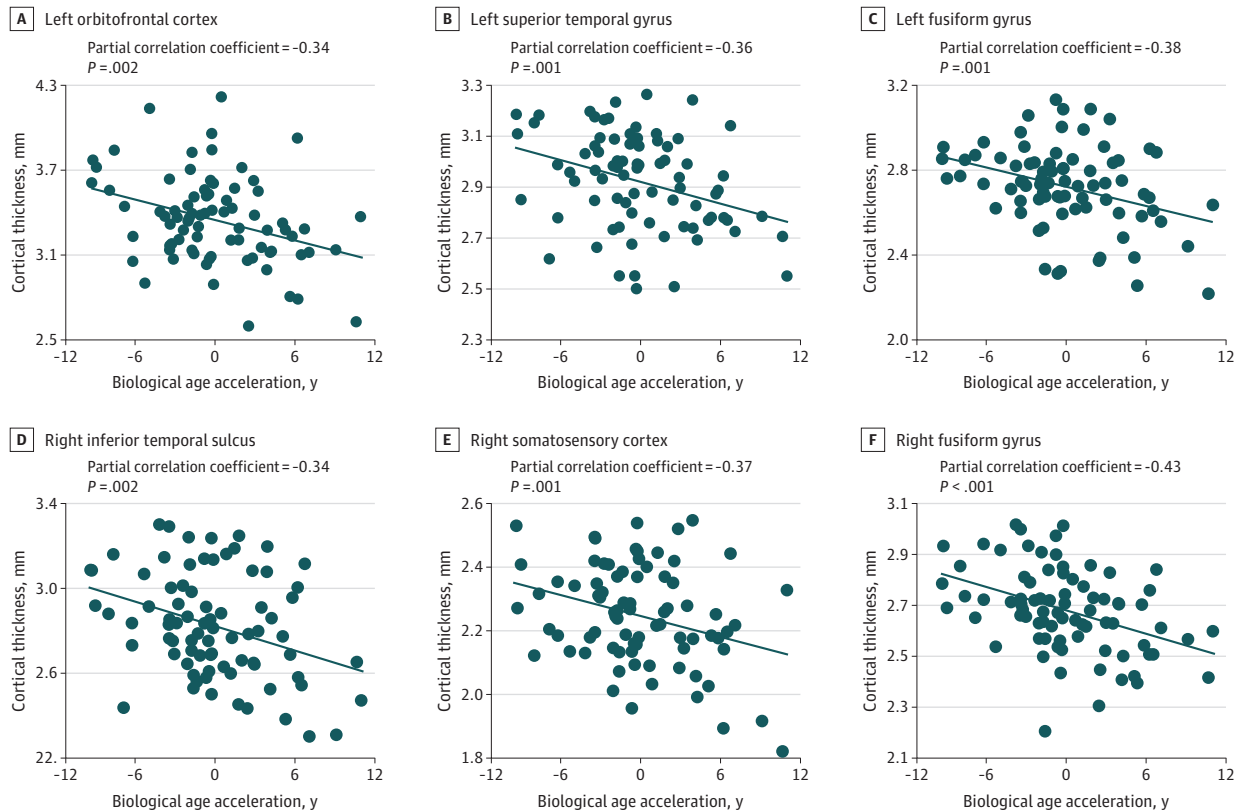 A Left orbitofrontal cortex
Partial correlation coefficient = -0.34
P = .002
4.3
3.7
3.1
2.5
Cortical thickness, mm
-12 -6 0 6 12
Biological age acceleration, y
B Left superior temporal gyrus
Partial correlation coefficient = -0.36
P = .001
3.3
3.1
2.9
2.7
2.5
2.3
Cortical thickness, mm
-12 -6 0 6 12
Biological age acceleration, y
C Left fusiform gyrus
Partial correlation coefficient = -0.38
P = .001
3.2
2.8
2.4
2.0
Cortical thickness, mm
-12 -6 0 6 12
Biological age acceleration, y
D Right inferior temporal sulcus
Partial correlation coefficient = -0.34
P = .002
3.4
3.0
2.6
22.
Cortical thickness, mm
-12 -6 0 6 12
Biological age acceleration, y
E Right somatosensory cortex
Partial correlation coefficient = -0.37
P = .001
2.6
2.4
2.2
2.0
1.8
Cortical thickness, mm
-12 -6 0 6 12
Biological age acceleration, y
F Right fusiform gyrus
Partial correlation coefficient = -0.43
P < .001
3.1
2.9
2.7
2.5
2.3
2.1
Cortical thickness, mm
-12 -6 0 6 12
Biological age acceleration, y